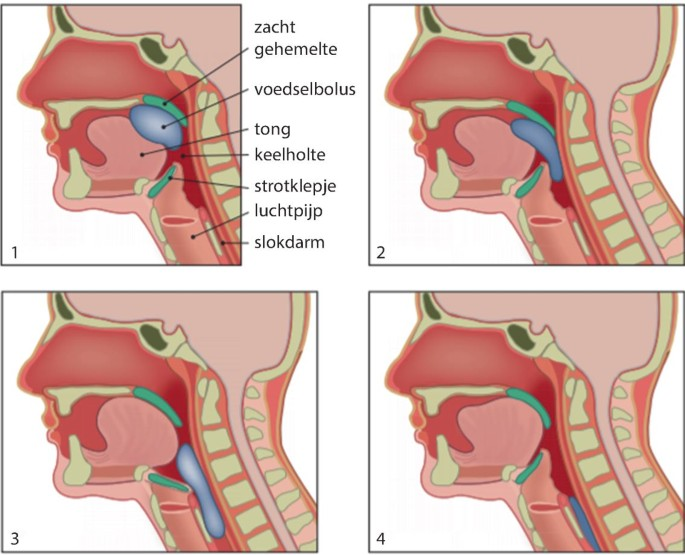 zacht
gehemelte
voedselbolus
tong
keelholte
strotklepje
luchtpijp
slokdarm
1
2
3
4